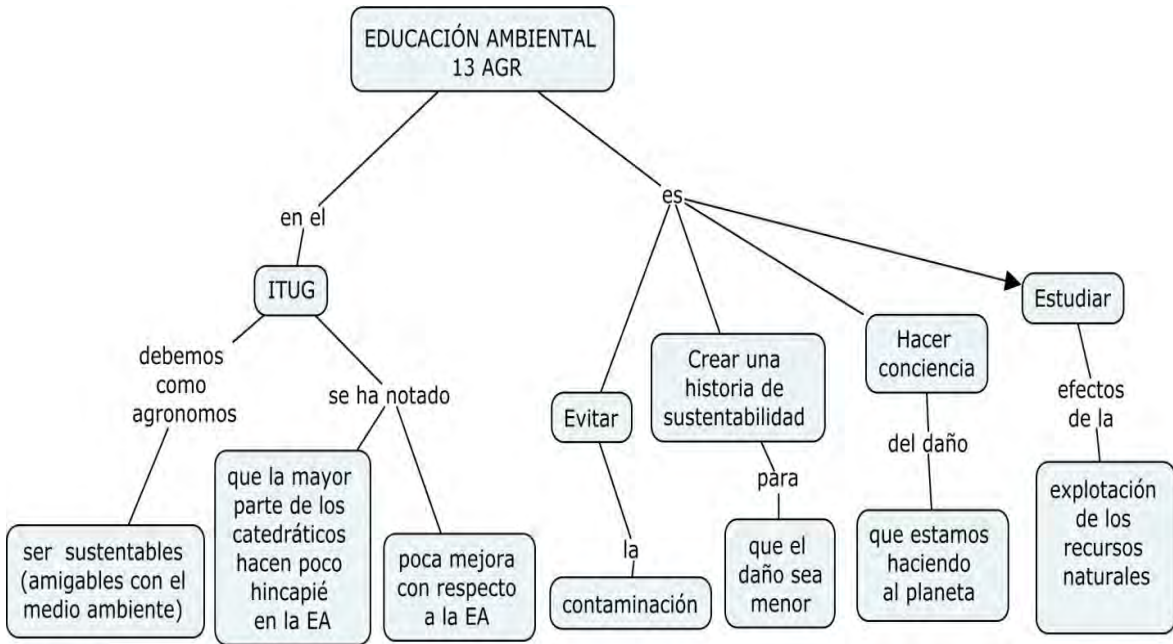 EDUCACIÓN AMBIENTAL
13 AGR
en el
es
ITUG
debemos
como
agronomos
se ha notado
ser sustentables
(amigables con el
medio ambiente)
que la mayor
parte de los
catedráticos
hacen poco
hincapié
en la EA
poca mejora
con respecto
a la EA
Evitar
la
contaminación
Crear una
historia de
sustentabilidad
para
que el
daño sea
menor
Hacer
conciencia
del daño
que estamos
haciendo
al planeta
Estudiar
efectos
de la
explotación
de los
recursos
naturales